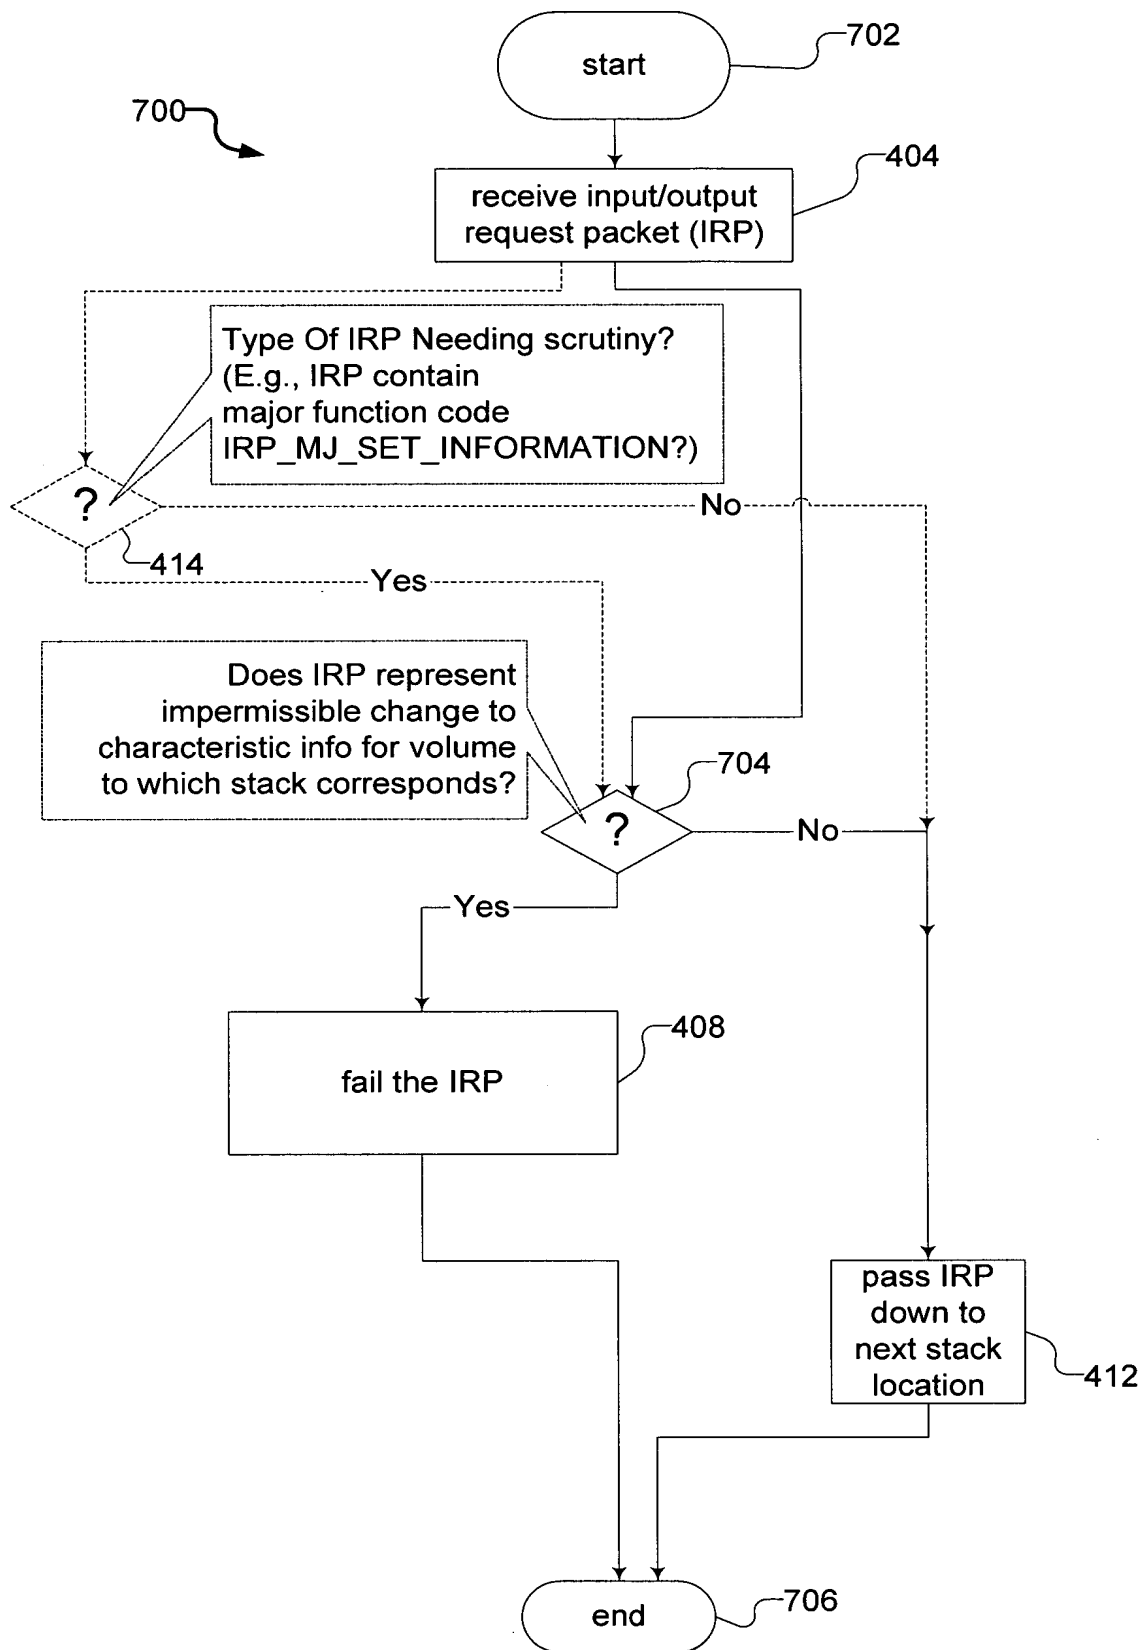 start
702
700
404
receive input/output
request packet (IRP)
Type Of IRP Needing scrutiny?
(E.g., IRP contain
major function code
IRP_MJ_SET_INFORMATION?)
?
No
414
Yes
Does IRP represent
impermissible change to
characteristic info for volume
to which stack corresponds?
704
?
No
Yes
408
fail the IRP
pass IRP
down to
next stack
location
412
end
706